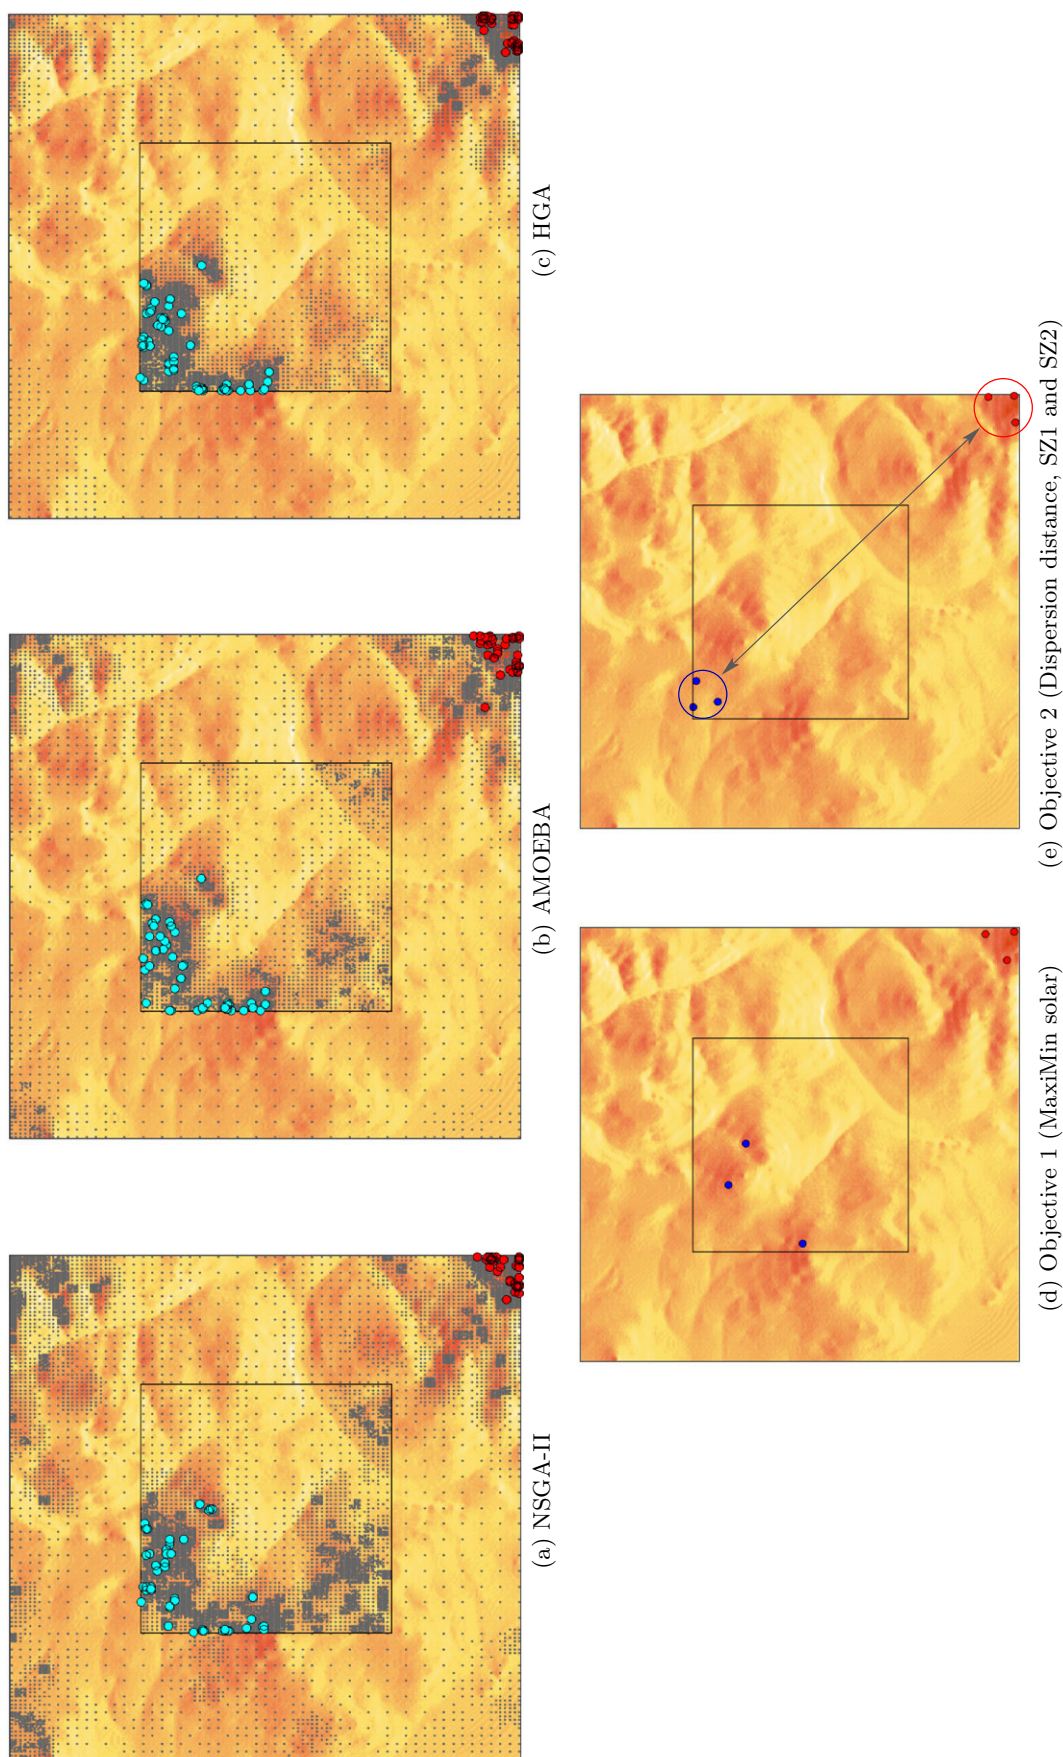 (a) NSGA-II
(b) AMOEBA
(c) HGA
(d) Objective 1 (MaxiMin solar)
(e) Objective 2 (Dispersion distance, SZ1 and SZ2)